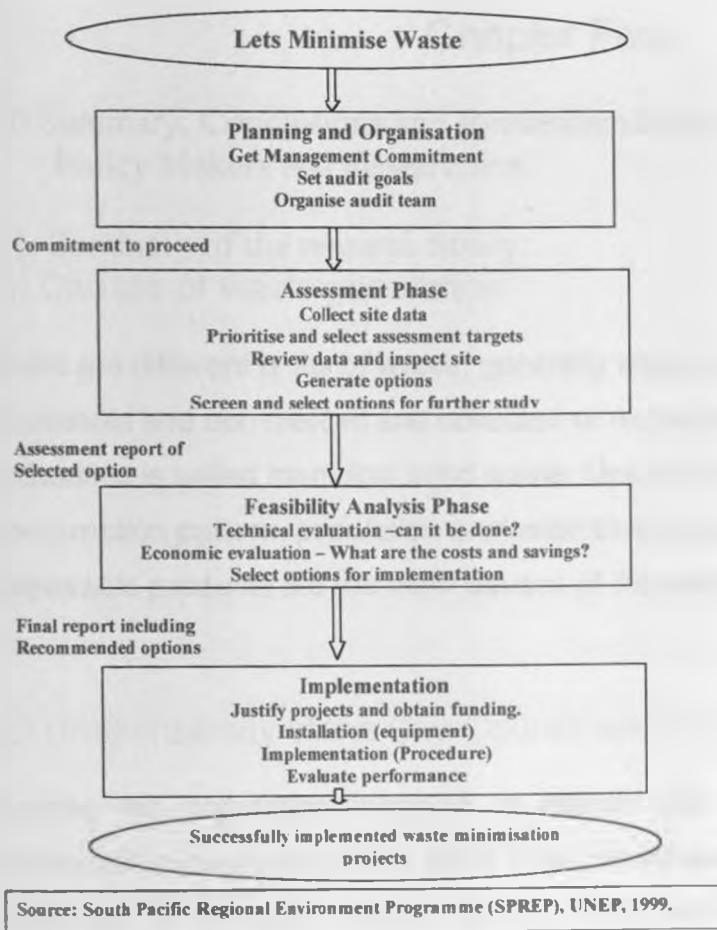 Lets Minimise Waste
Planning and Organisation
Get Management Commitment
Set audit goals
Organise audit team
Commitment to proceed
Assessment Phase
Collect site data
Prioritise and select assessment targets
Review data and inspect site
Generate options
Screen and select options for further study
Assessment report of
Selected option
Feasibility Analysis Phase
Technical evaluation -can it be done?
Economic evaluation – What are the costs and savings?
Select options for implementation
Final report including
Recommended options
Implementation
Justify projects and obtain funding.
Installation (equipment)
Implementation (Procedure)
Evaluate performance
Successfully implemented waste minimisation
projects
Source: South Pacific Regional Environment Programme (SPREP), UNEP, 1999.